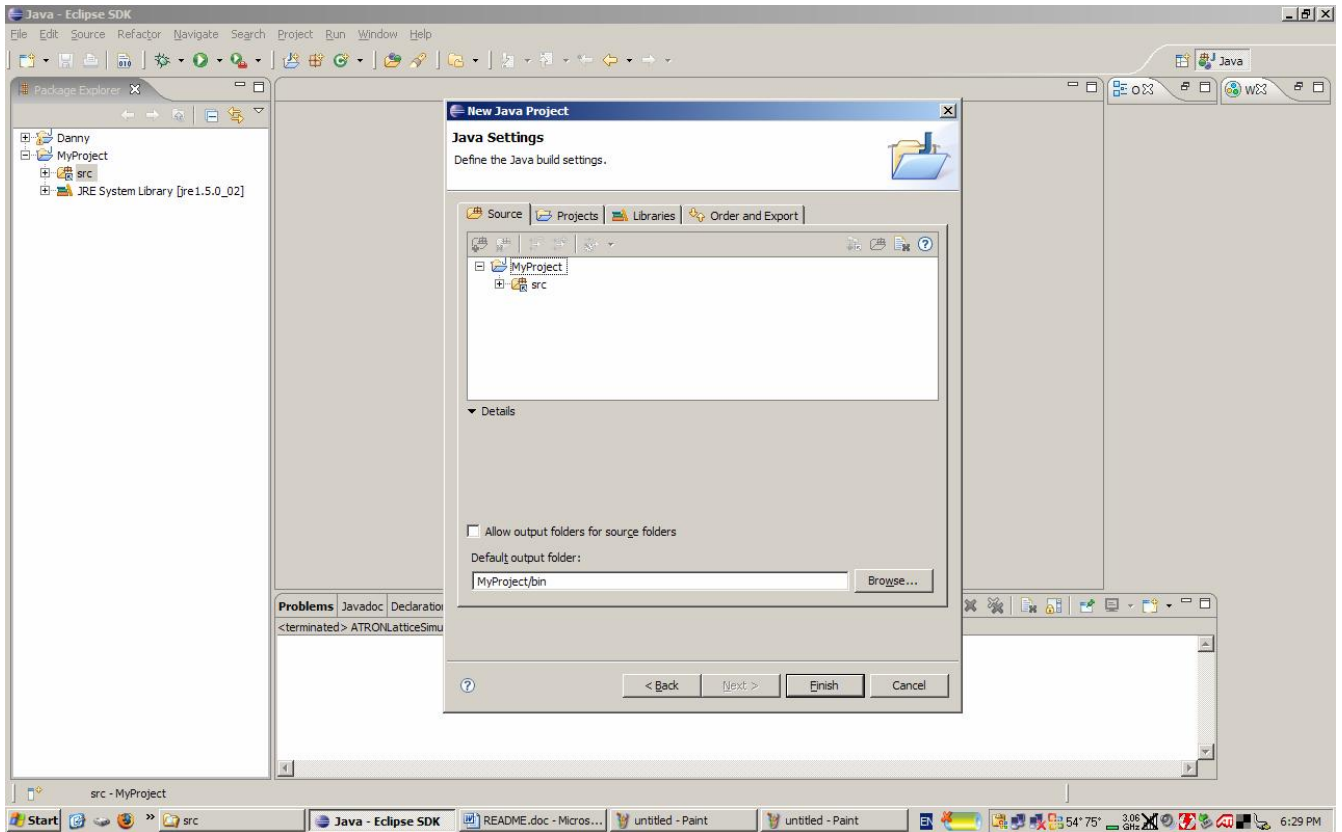 Java - Eclipse SDK
File Edit Source Refactor Navigate Search Project Run Window Help
Java
Package Explorer
Danny
MyProject
src
JRE System Library [jre1.5.0_02]
New Java Project
Java Settings
Define the Java build settings.
Source Projects Libraries Order and Export
MyProject
src
Details
Allow output folders for source folders
Default output folder:
MyProject/bin
Browse...
Problems Javadoc Declaration
<terminated> ATRONLatticeSimu
< Back Next > Finish Cancel
src - MyProject
Start src Java - Eclipse SDK README.doc - Micros... untitled - Paint untitled - Paint EN 54° 75° 3.06 GHz 6:29 PM